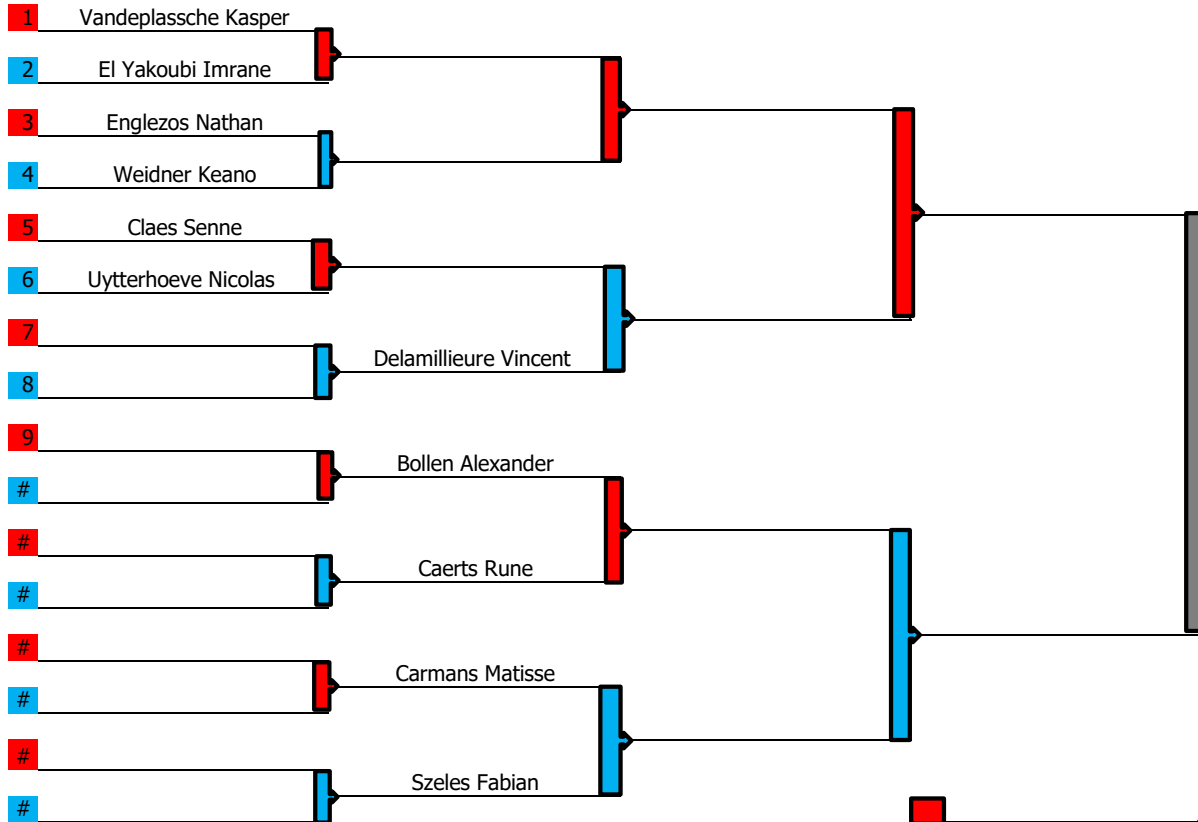 1 Vandeplassche Kasper
2 El Yakoubi Imrane
3 Englezos Nathan
4 Weidner Keano
5 Claes Senne
6 Uytterhoeve Nicolas
7
Delamillieure Vincent
8
9
Bollen Alexander
#
#
Caerts Rune
#
#
Carmans Matisse
#
#
Szeles Fabian
#